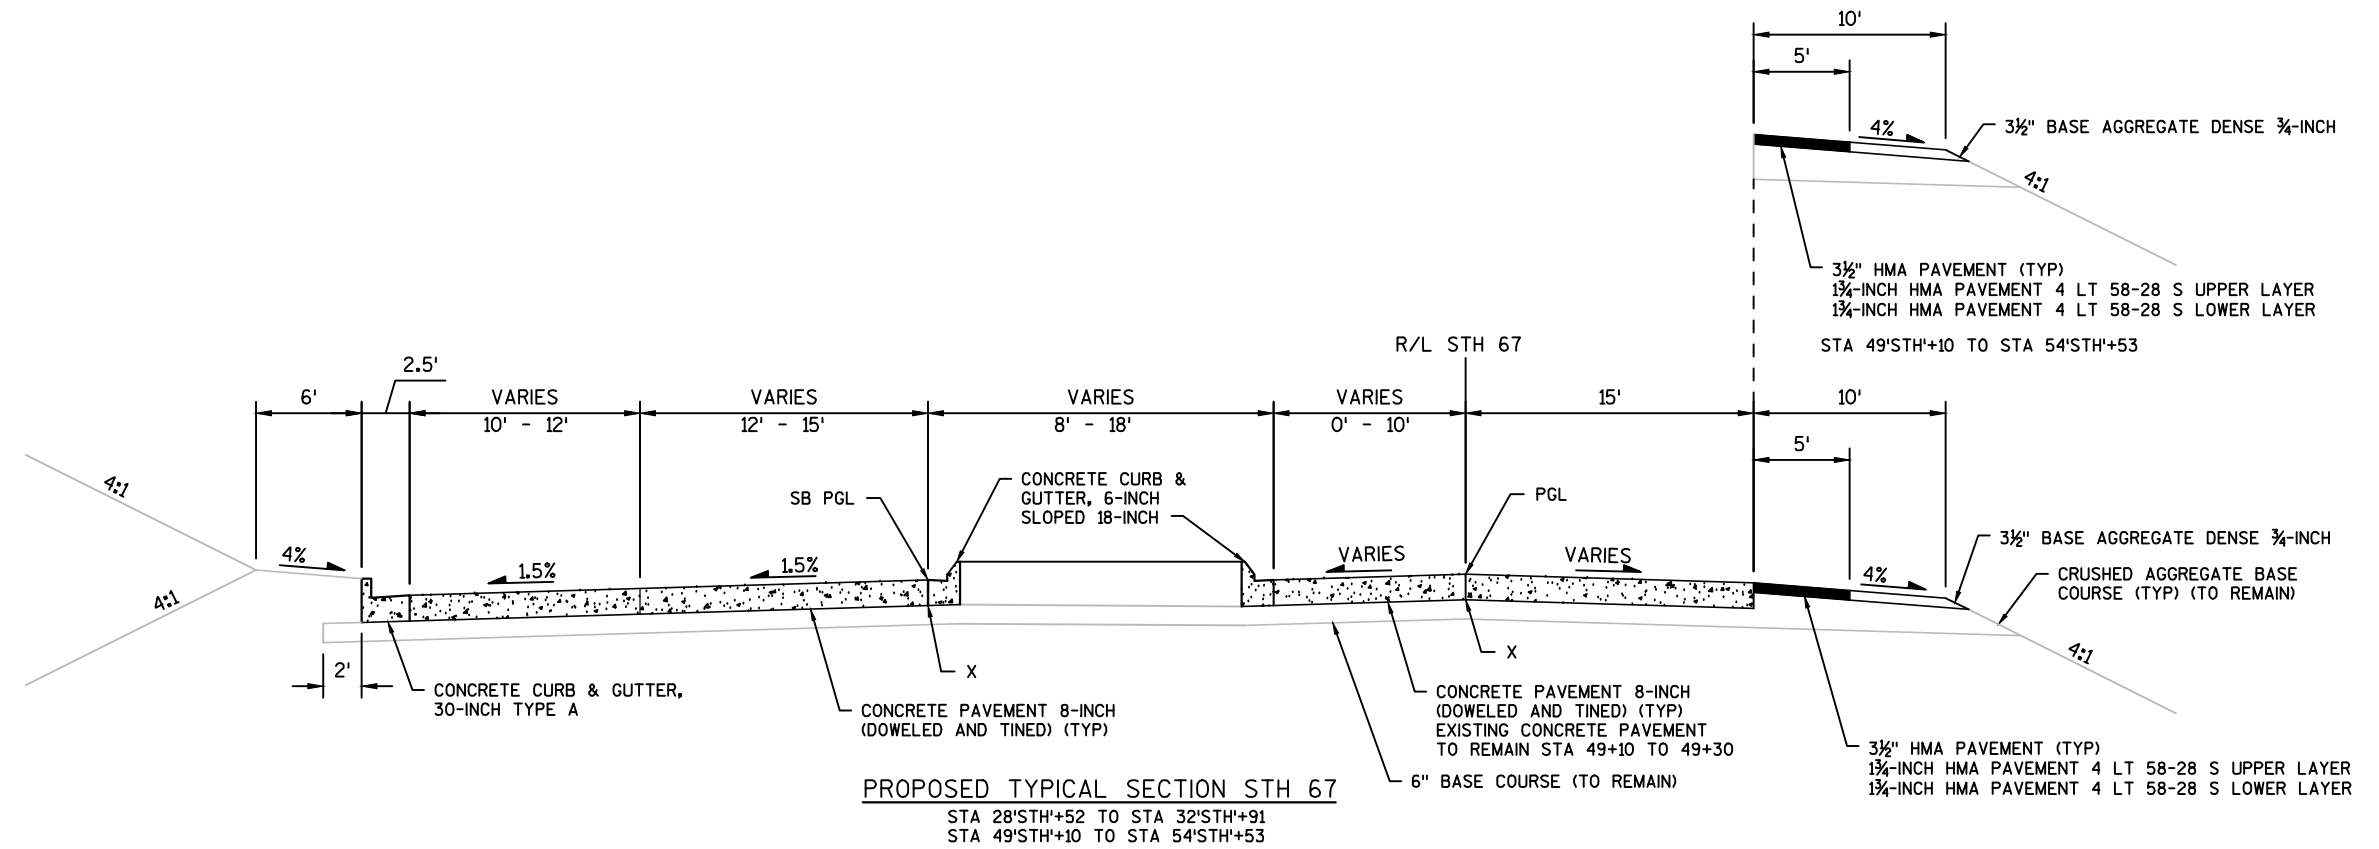 10'
5'
4%
3½" BASE AGGREGATE DENSE ¾-INCH
4:1
3½" HMA PAVEMENT (TYP)
1¾-INCH HMA PAVEMENT 4 LT 58-28 S UPPER LAYER
1¾-INCH HMA PAVEMENT 4 LT 58-28 S LOWER LAYER
STA 49'STH'+10 TO STA 54'STH'+53
R/L STH 67
2.5'
6'
VARIES
10' - 12'
VARIES
12' - 15'
VARIES
8' - 18'
VARIES
0' - 10'
15'
10'
5'
4:1
4:1
4%
1.5%
1.5%
SB PGL
CONCRETE CURB &
GUTTER, 6-INCH
SLOPED 18-INCH
PGL
VARIES
VARIES
4%
3½" BASE AGGREGATE DENSE ¾-INCH
CRUSHED AGGREGATE BASE
COURSE (TYP) (TO REMAIN)
4:1
2'
X
X
CONCRETE CURB & GUTTER,
30-INCH TYPE A
CONCRETE PAVEMENT 8-INCH
(DOWELED AND TINED) (TYP)
CONCRETE PAVEMENT 8-INCH
(DOWELED AND TINED) (TYP)
EXISTING CONCRETE PAVEMENT
TO REMAIN STA 49+10 TO 49+30
6" BASE COURSE (TO REMAIN)
3½" HMA PAVEMENT (TYP)
1¾-INCH HMA PAVEMENT 4 LT 58-28 S UPPER LAYER
1¾-INCH HMA PAVEMENT 4 LT 58-28 S LOWER LAYER
PROPOSED TYPICAL SECTION STH 67
STA 28'STH'+52 TO STA 32'STH'+91
STA 49'STH'+10 TO STA 54'STH'+53